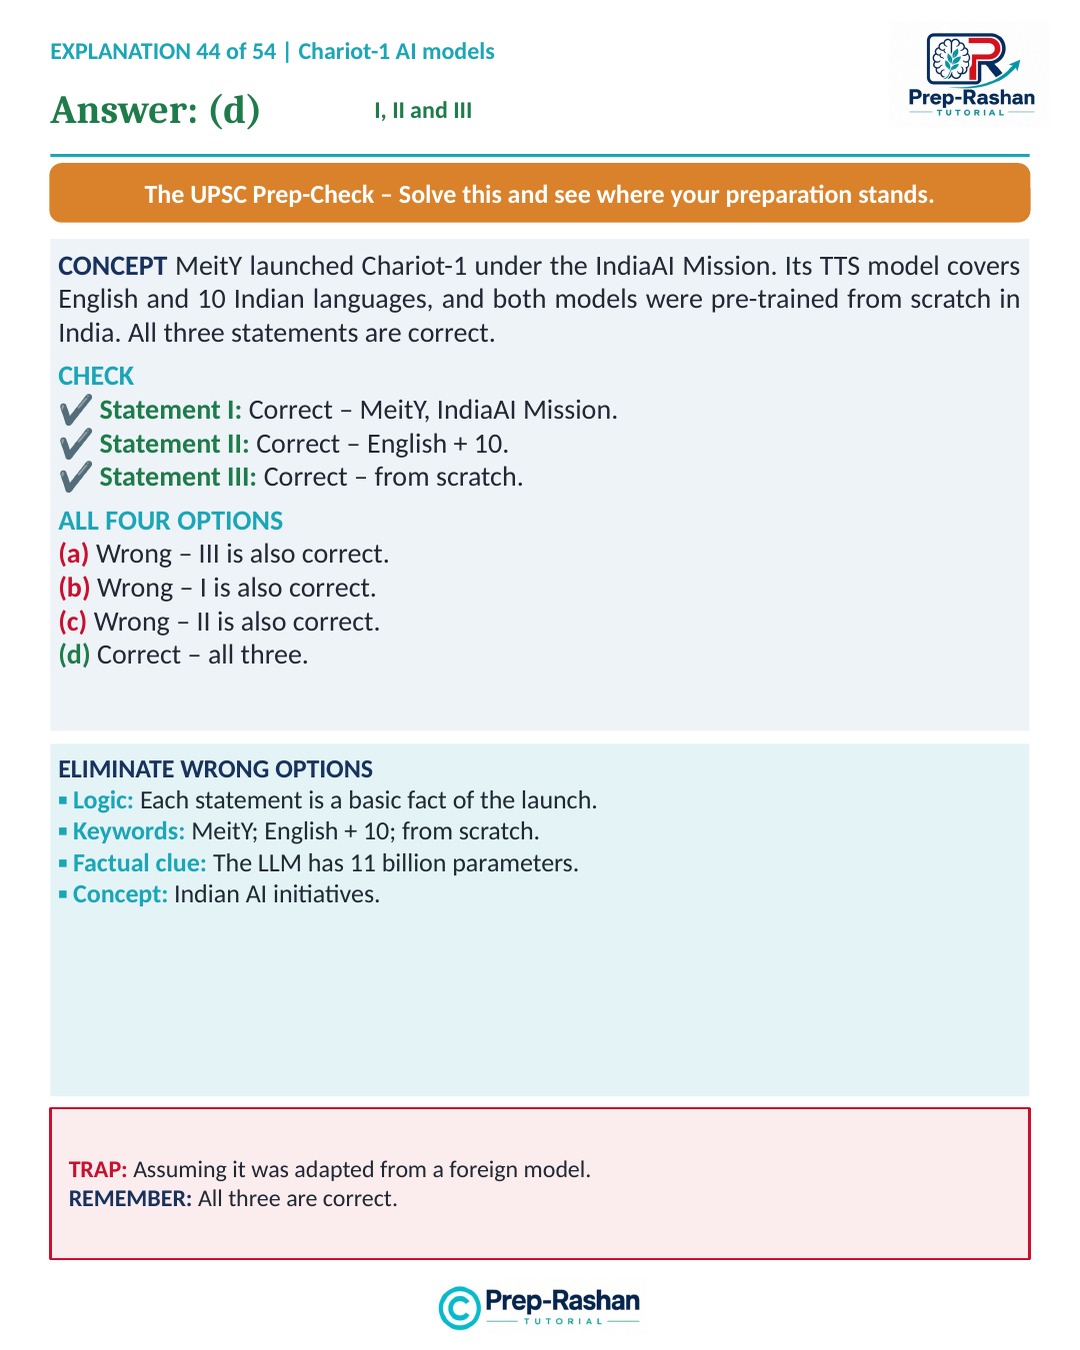 EXPLANATION 44 of 54 | Chariot-1 AI models
Answer: (d)
I, II and III
Prep-Rashan
TUTORIAL
The UPSC Prep-Check – Solve this and see where your preparation stands.
CONCEPT MeitY launched Chariot-1 under the IndiaAI Mission. Its TTS model covers
English and 10 Indian languages, and both models were pre-trained from scratch in
India. All three statements are correct.
CHECK
✔ Statement I: Correct – MeitY, IndiaAI Mission.
✔ Statement II: Correct – English + 10.
✔ Statement III: Correct – from scratch.
ALL FOUR OPTIONS
(a) Wrong – III is also correct.
(b) Wrong – I is also correct.
(c) Wrong – II is also correct.
(d) Correct – all three.
ELIMINATE WRONG OPTIONS
▪ Logic: Each statement is a basic fact of the launch.
▪ Keywords: MeitY; English + 10; from scratch.
▪ Factual clue: The LLM has 11 billion parameters.
▪ Concept: Indian AI initiatives.
TRAP: Assuming it was adapted from a foreign model.
REMEMBER: All three are correct.
© Prep-Rashan
TUTORIAL